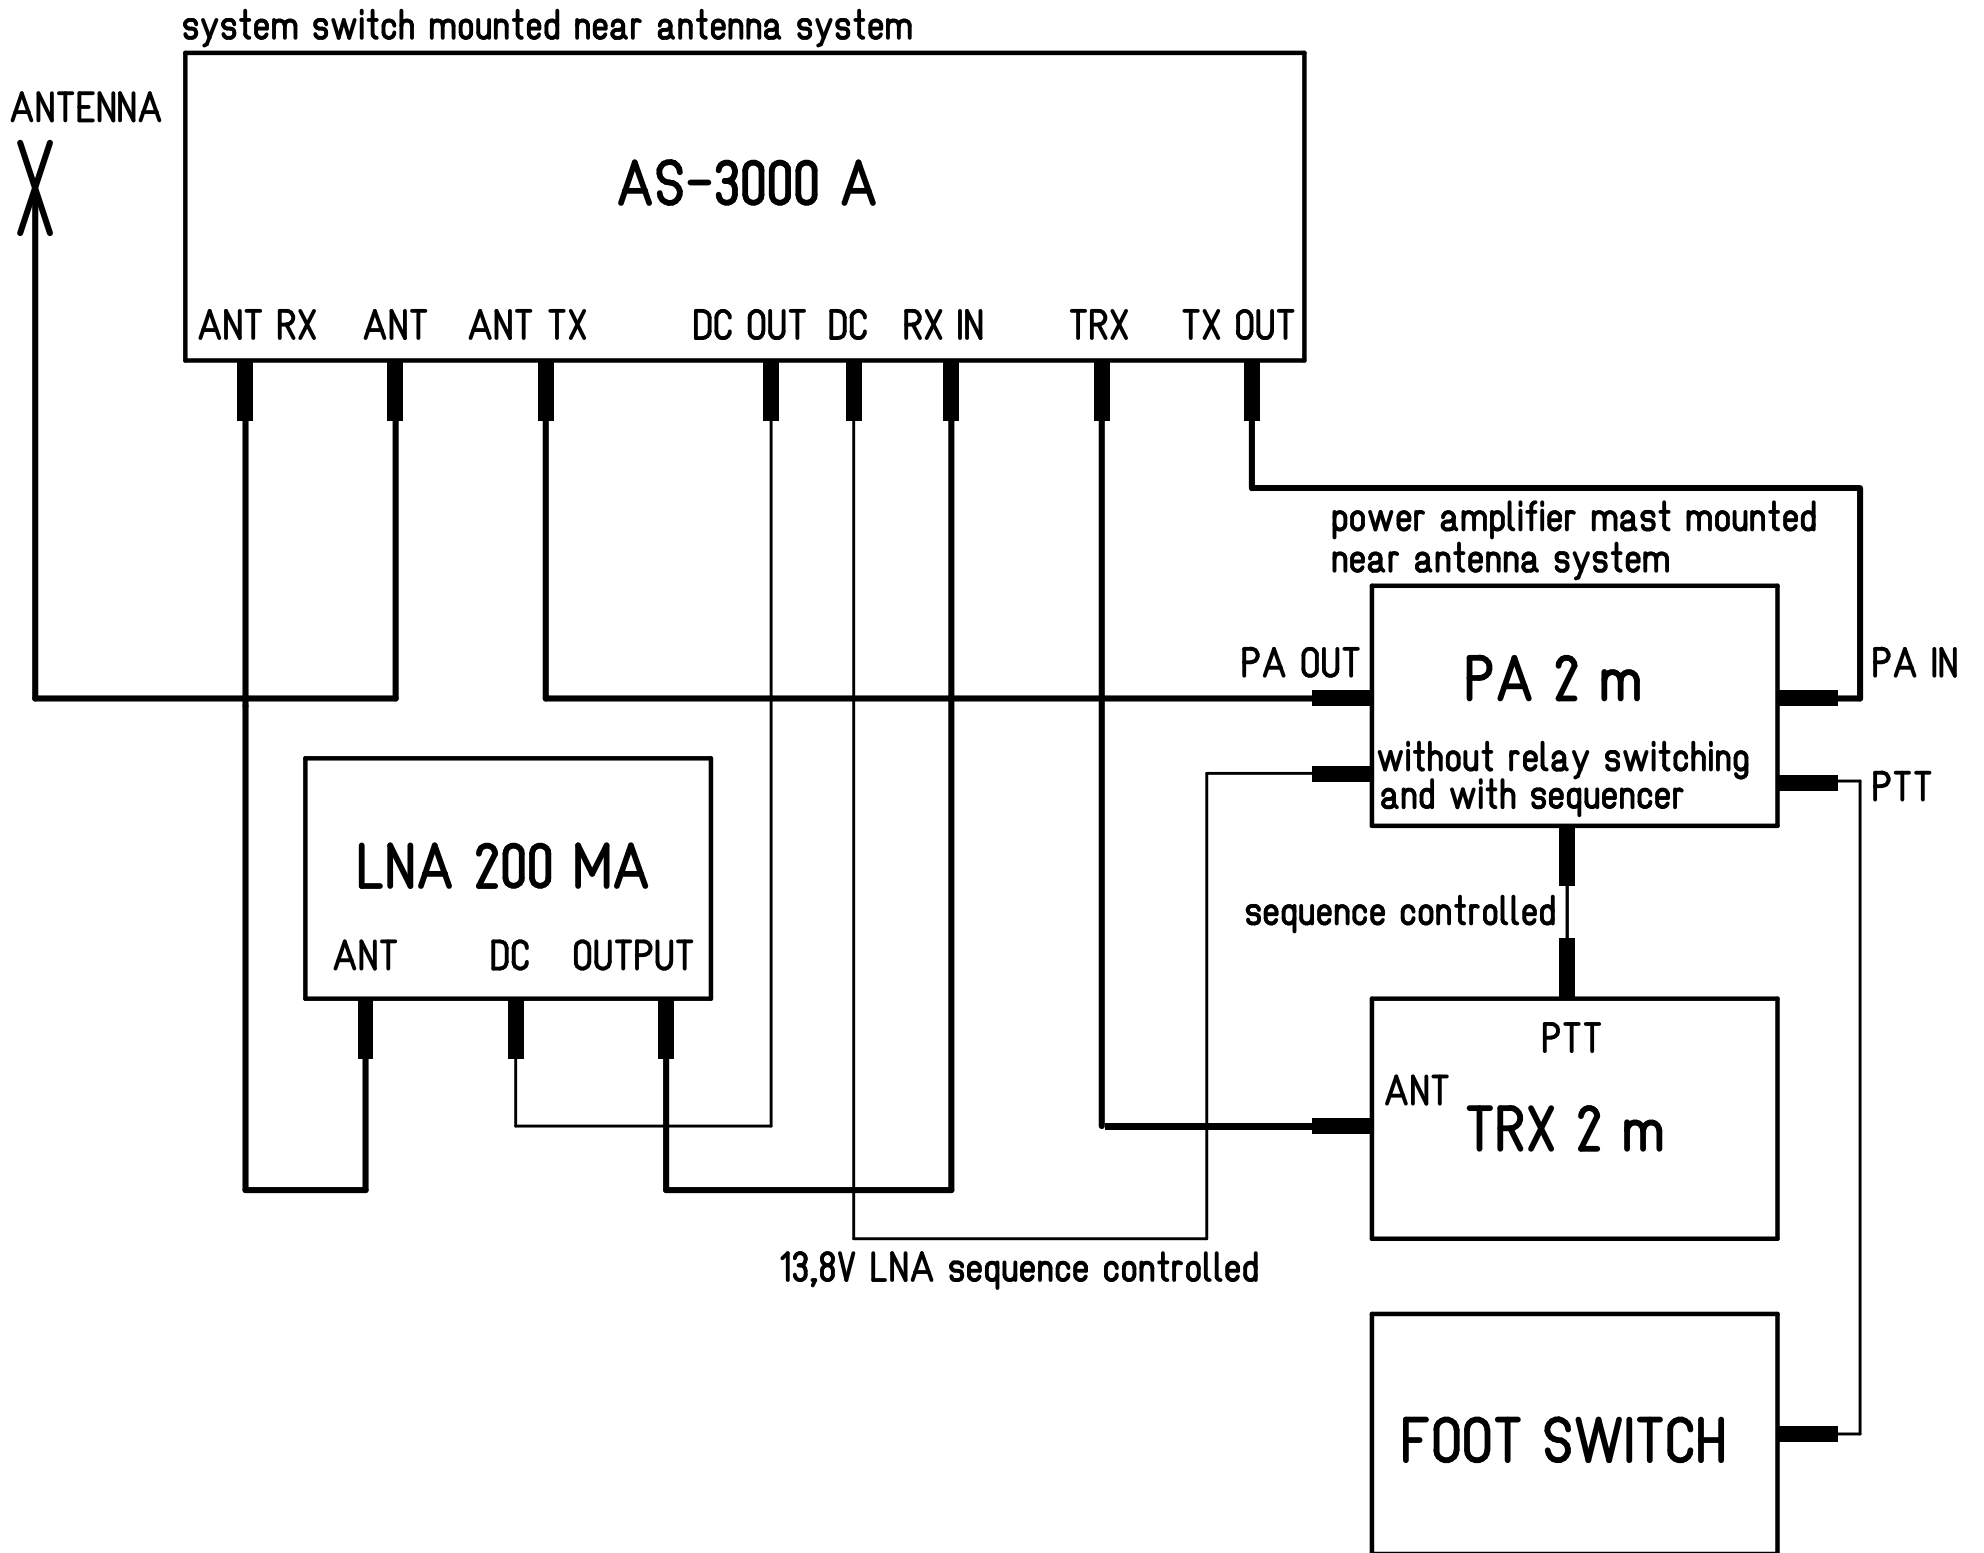 system switch mounted near antenna system
ANTENNA
AS-3000 A
ANT RX ANT ANT TX DC OUT DC RX IN TRX TX OUT
power amplifier mast mounted
near antenna system
PA OUT
PA 2 m
PA IN
without relay switching
and with sequencer
PTT
LNA 200 MA
ANT DC OUTPUT
sequence controlled
PTT
ANT
TRX 2 m
13,8V LNA sequence controlled
FOOT SWITCH